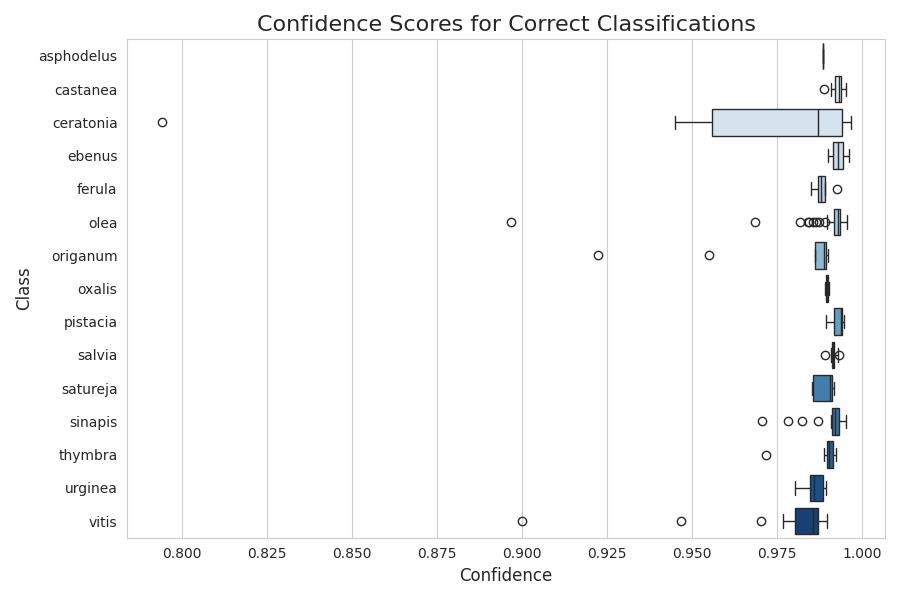 Confidence Scores for Correct Classifications
asphodelus
castanea
ceratonia
ebenus
ferula
olea
origanum
oxalis
pistacia
salvia
satureja
sinapis
thymbra
urginea
vitis
Class
0.800 0.825 0.850 0.875 0.900 0.925 0.950 0.975 1.000
Confidence